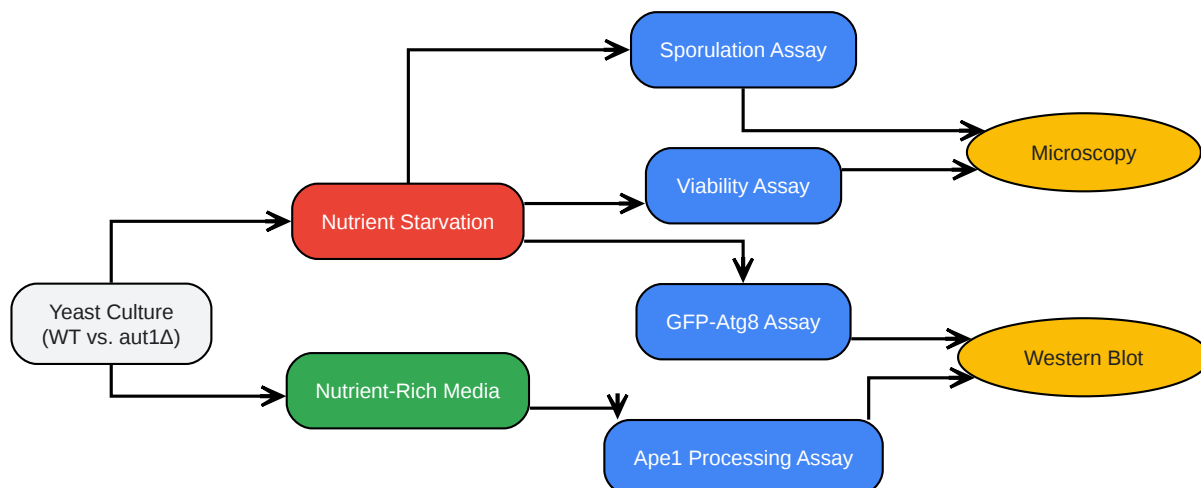 Sporulation Assay
Microscopy
Viability Assay
Nutrient Starvation
Yeast Culture
(WT vs. aut1Δ)
GFP-Atg8 Assay
Western Blot
Nutrient-Rich Media
Ape1 Processing Assay